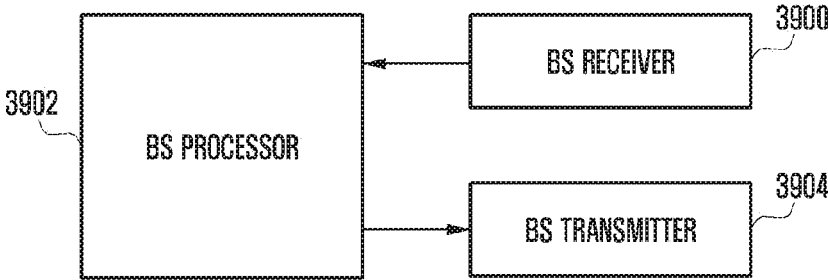 3900
BS RECEIVER
3902
BS PROCESSOR
3904
BS TRANSMITTER